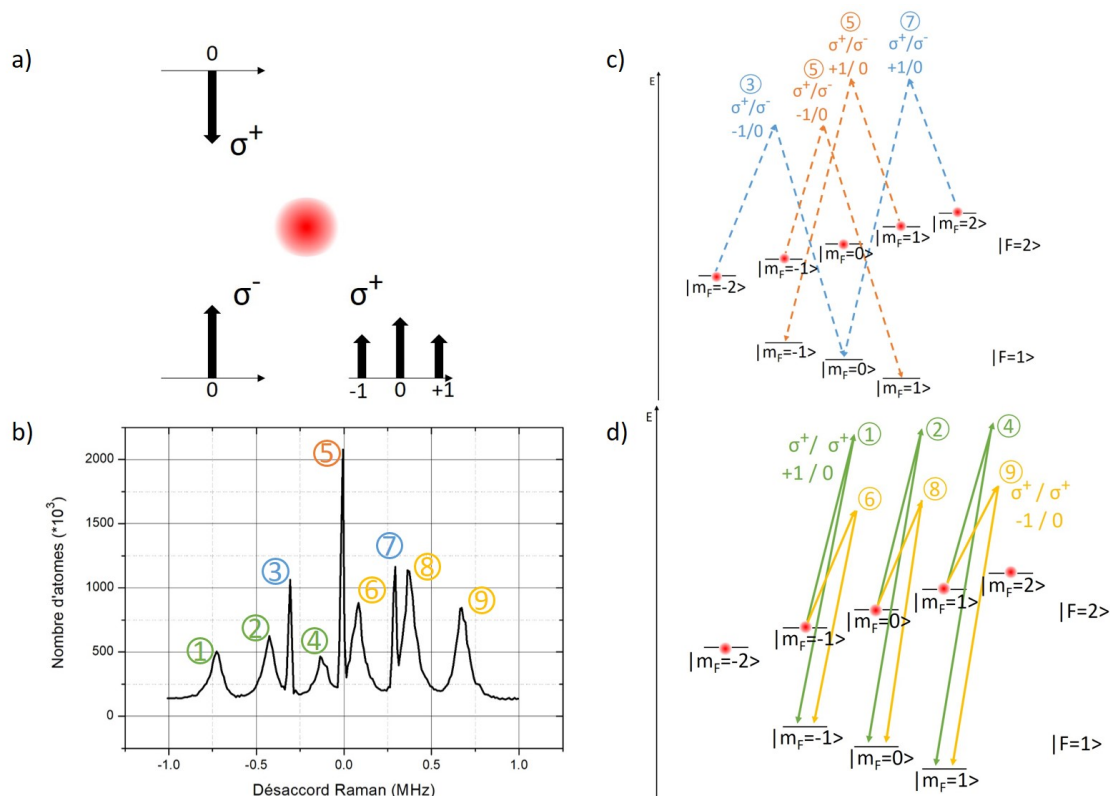 a)
0
σ+
σ-
σ+
0
-1 0 +1
b)
Nombre d'atomes (*10³)
2000
1500
1000
500
0
-1.0 -0.5 0.0 0.5 1.0
Désaccord Raman (MHz)
① ② ③ ④ ⑤ ⑥ ⑦ ⑧ ⑨
c)
E
③
σ+/σ-
-1/0
⑤
σ+/σ-
-1/0
⑤
σ+/σ-
+1/0
⑦
σ+/σ-
+1/0
|mF=-2>
|mF=-1>
|mF=0>
|mF=1>
|mF=2>
|F=2>
|mF=-1>
|mF=0>
|mF=1>
|F=1>
d)
E
σ+/ σ+
+1/ 0
① ② ④
⑥ ⑧ ⑨
σ+ / σ+
-1 / 0
|mF=-2>
|mF=-1>
|mF=0>
|mF=1>
|mF=2>
|F=2>
|mF=-1>
|mF=0>
|mF=1>
|F=1>